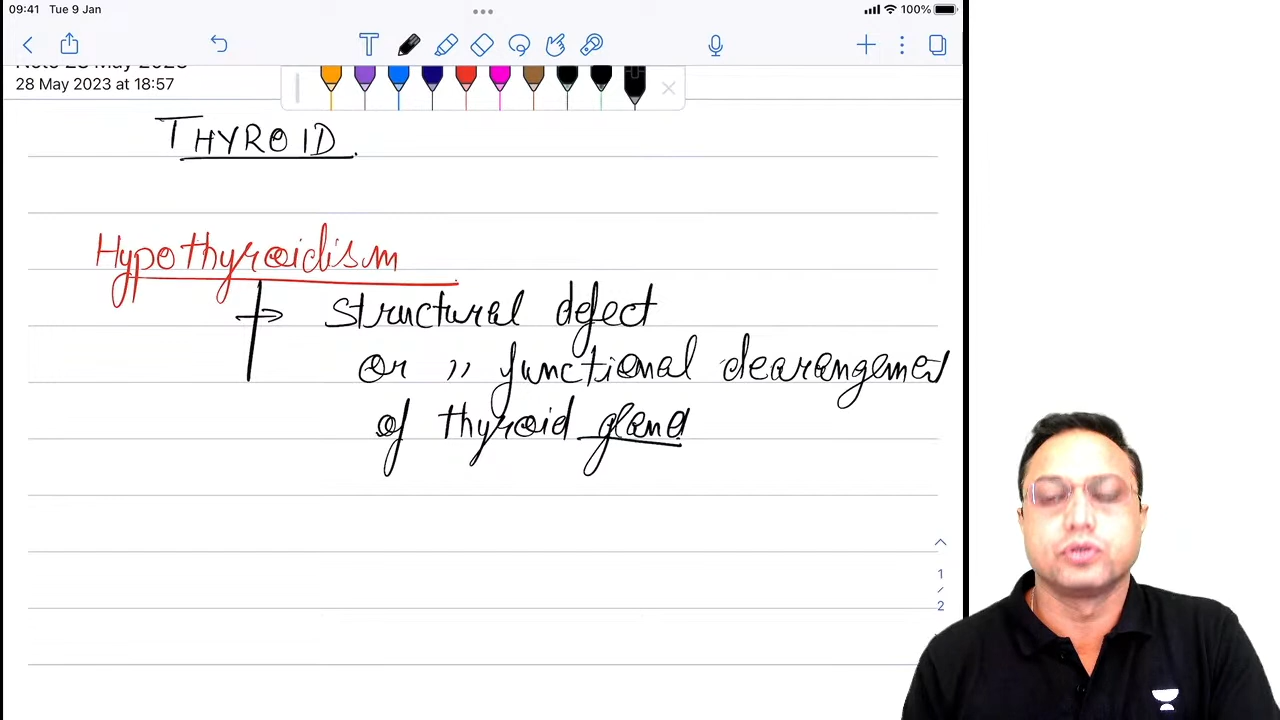 09:41 Tue 9 Jan
100%
28 May 2023 at 18:57
THYROID.
Hypothyroidism
→ structural defect
or ,, functional dearangement
of thyroid gland
1
2